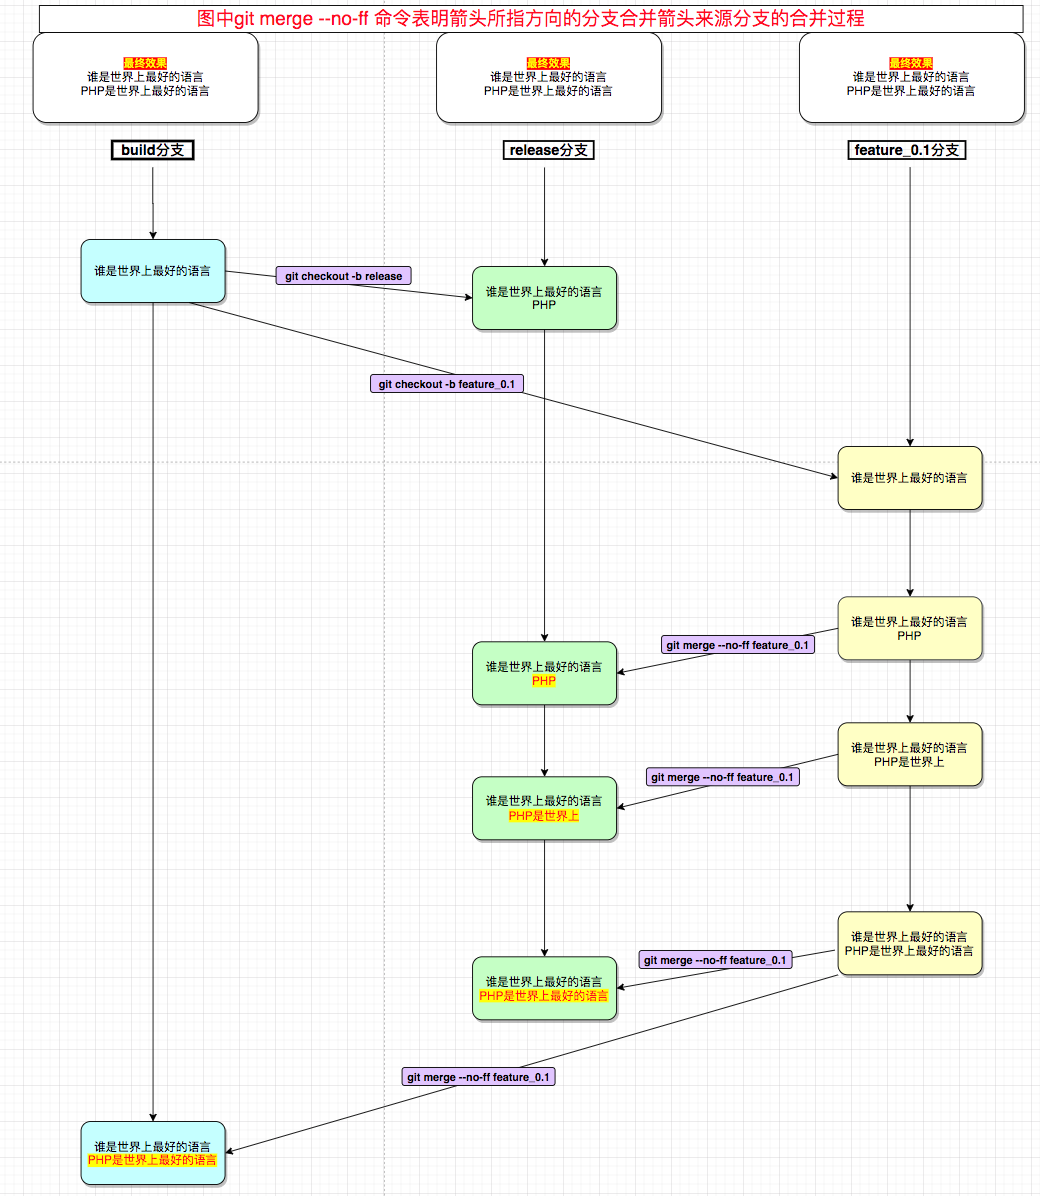 图中git merge --no-ff 命令表明箭头所指方向的分支合并箭头来源分支的合并过程
最终效果
谁是世界上最好的语言
PHP是世界上最好的语言
最终效果
谁是世界上最好的语言
PHP是世界上最好的语言
最终效果
谁是世界上最好的语言
PHP是世界上最好的语言
build分支
release分支
feature_0.1分支
谁是世界上最好的语言
git checkout -b release
谁是世界上最好的语言
PHP
git checkout -b feature_0.1
谁是世界上最好的语言
谁是世界上最好的语言
PHP
git merge --no-ff feature_0.1
谁是世界上最好的语言
PHP
谁是世界上最好的语言
PHP是世界上
git merge --no-ff feature_0.1
谁是世界上最好的语言
PHP是世界上
谁是世界上最好的语言
PHP是世界上最好的语言
git merge --no-ff feature_0.1
谁是世界上最好的语言
PHP是世界上最好的语言
git merge --no-ff feature_0.1
谁是世界上最好的语言
PHP是世界上最好的语言